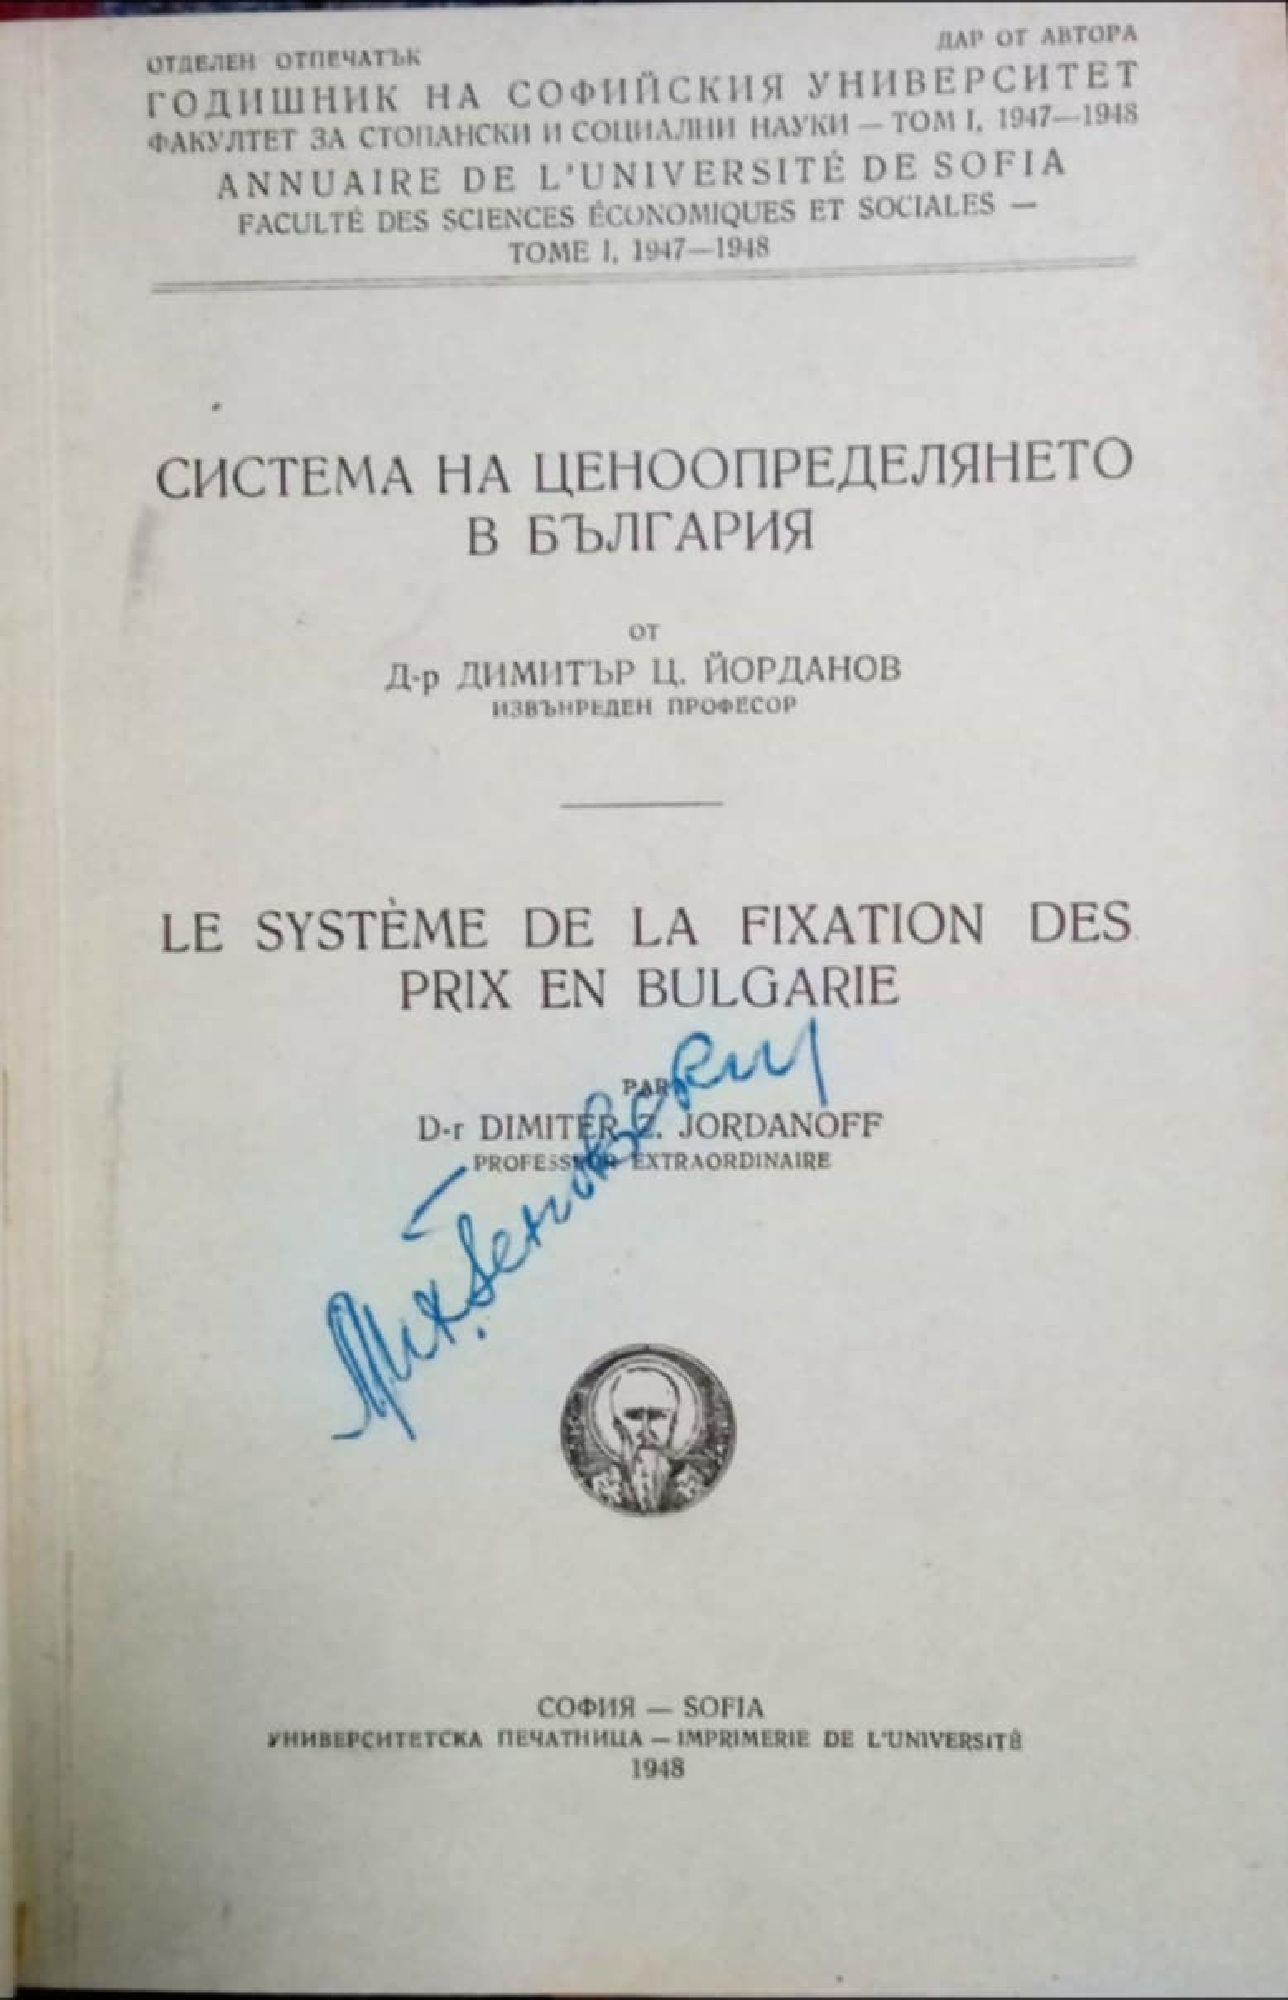 ОТДЕЛЕН ОТПЕЧАТЪК
ДАР ОТ АВТОРА
ГОДИШНИК НА СОФИЙСКИЯ УНИВЕРСИТЕТ
ФАКУЛТЕТ ЗА СТОПАНСКИ И СОЦИАЛНИ НАУКИ — ТОМ I, 1947—1948
ANNUAIRE DE L'UNIVERSITÉ DE SOFIA
FACULTÉ DES SCIENCES ÉCONOMIQUES ET SOCIALES —
TOME I, 1947—1948
СИСТЕМА НА ЦЕНООПРЕДЕЛЯНЕТО
В БЪЛГАРИЯ
ОТ
Д-р ДИМИТЪР Ц. ЙОРДАНОВ
ИЗВЪНРЕДЕН ПРОФЕСОР
LE SYSTÈME DE LA FIXATION DES
PRIX EN BULGARIE
PAR
D-r DIMITER Z. JORDANOFF
PROFESSEUR EXTRAORDINAIRE
СОФИЯ — SOFIA
УНИВЕРСИТЕТСКА ПЕЧАТНИЦА — IMPRIMERIE DE L'UNIVERSITÉ
1948